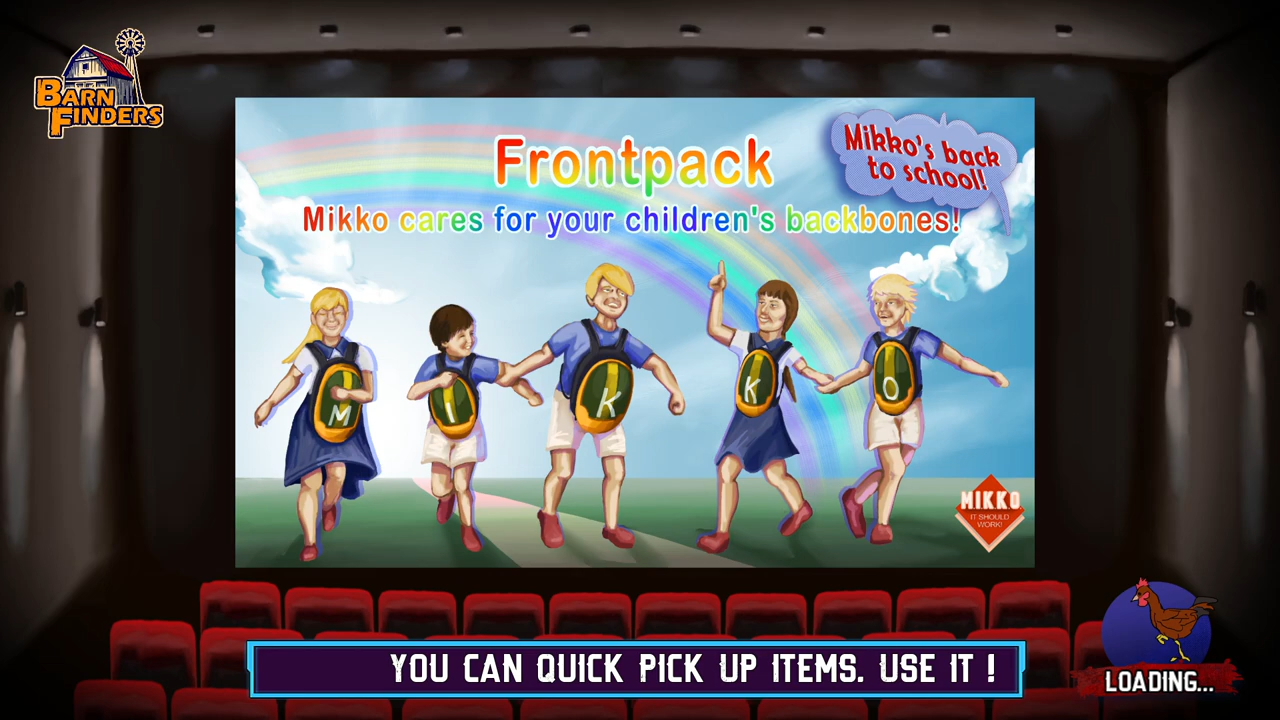 BARN
FINDERS
Frontpack
Mikko's back
to school!
Mikko cares for your children's backbones!
M I K K O
MIKKO
IT SHOULD
WORK!
YOU CAN QUICK PICK UP ITEMS. USE IT !
LOADING...